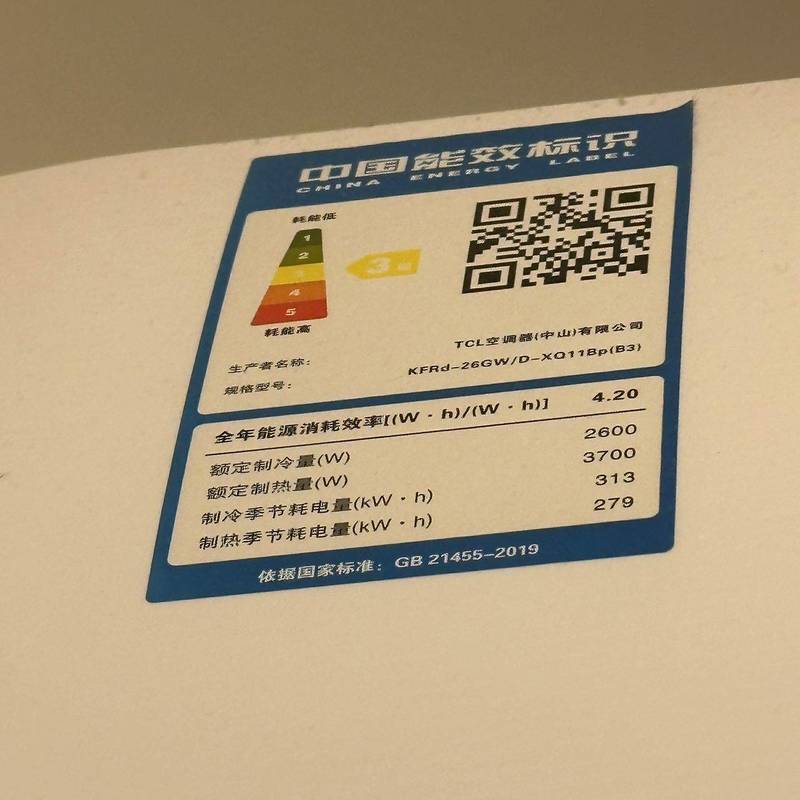 中国能效标识
CHINA ENERGY LABEL
耗能低
1
2
3
4
5
3级
耗能高
生产者名称: TCL空调器(中山)有限公司
规格型号: KFRd-26GW/D-XQ11Bp(B3)
全年能源消耗效率[(W·h)/(W·h)] 4.20
额定制冷量(W) 2600
额定制热量(W) 3700
制冷季节耗电量(kW·h) 313
制热季节耗电量(kW·h) 279
依据国家标准: GB 21455-2019